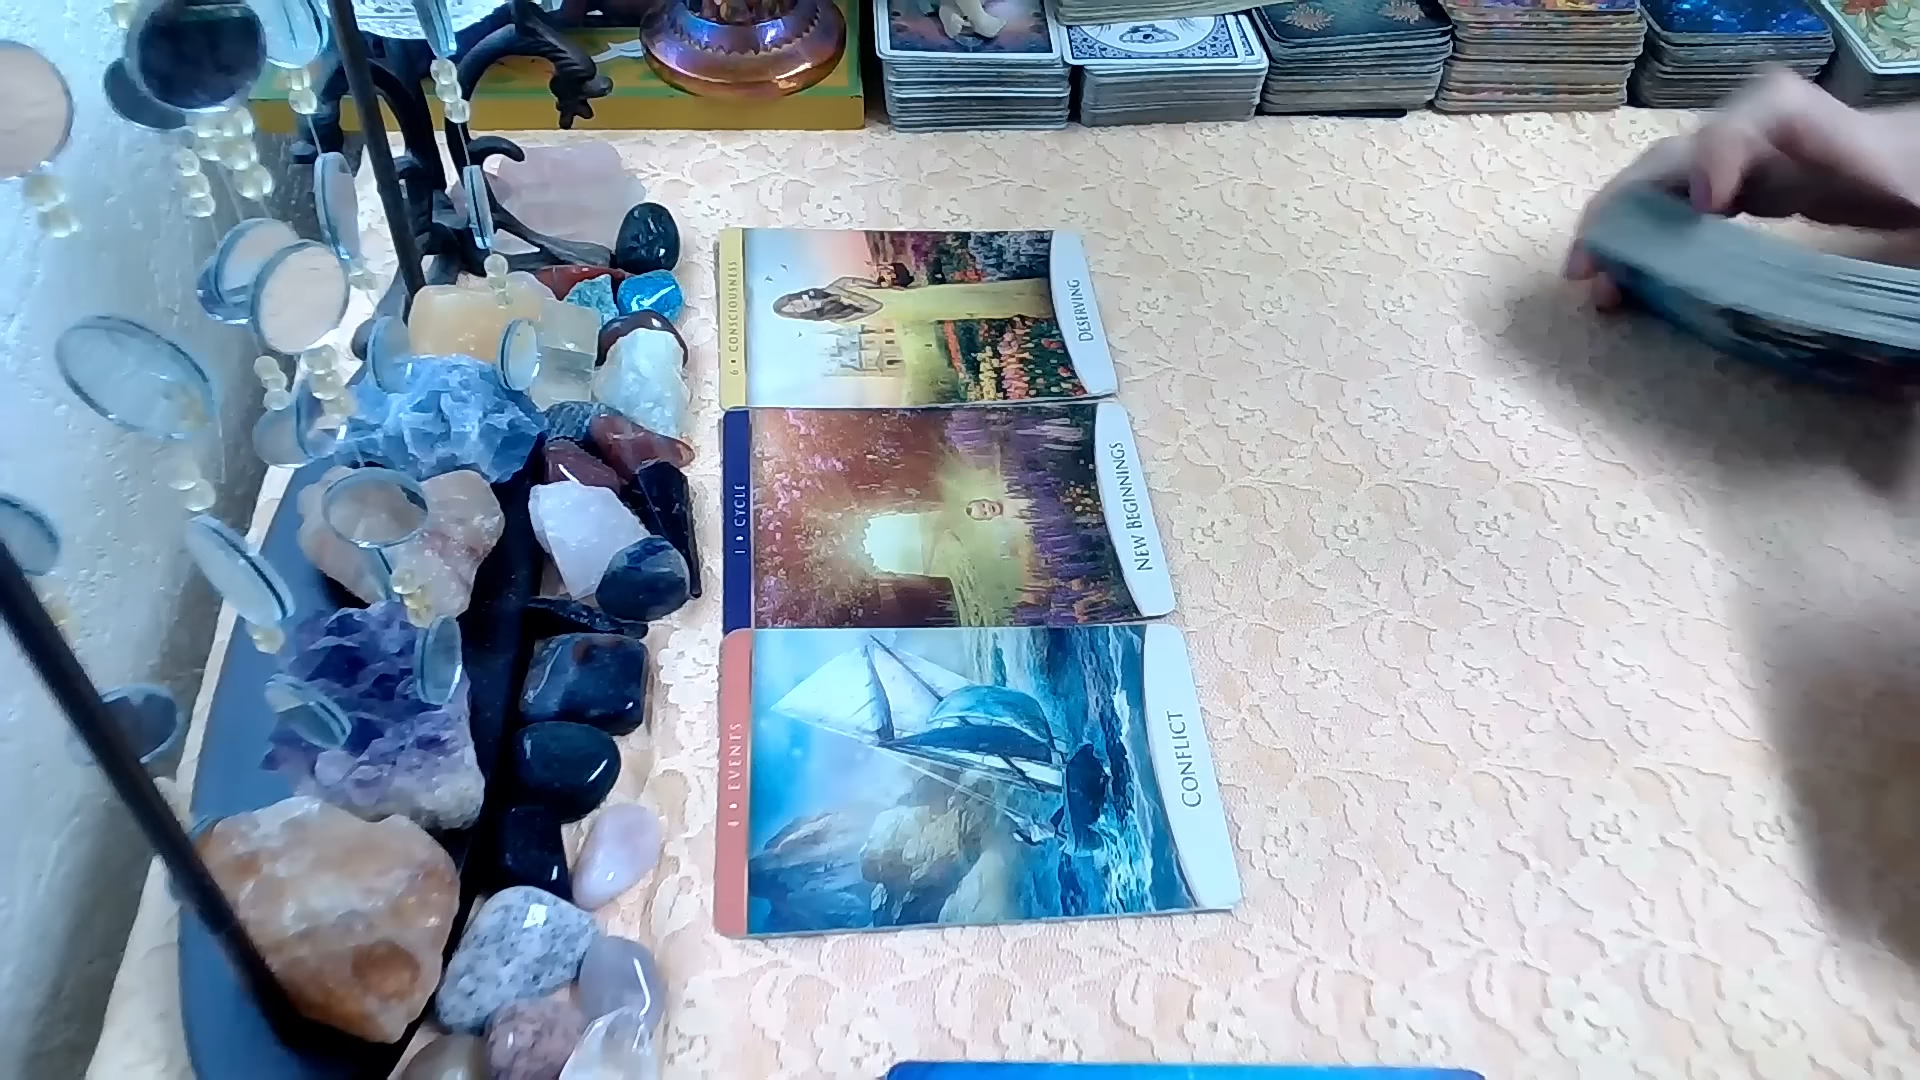 6 ♦ CONSCIOUSNESS
DESERVING
1 ♦ CYCLE
NEW BEGINNINGS
4 ♦ EVENTS
CONFLICT